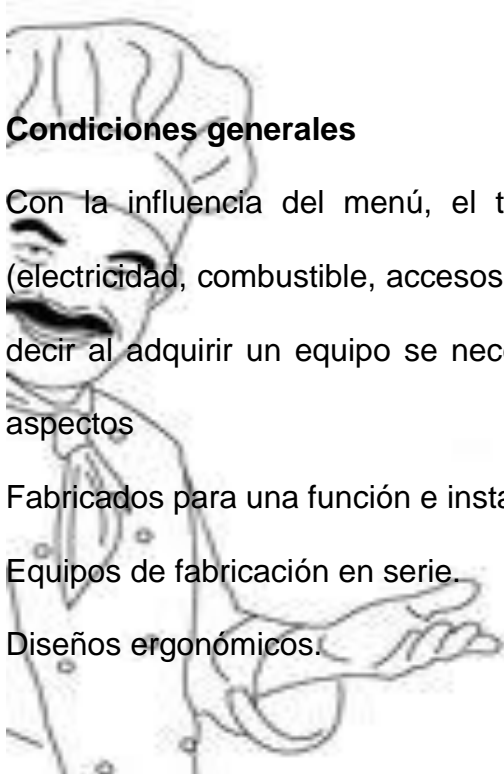 Condiciones generales
Con la influencia del menú, el t
(electricidad, combustible, accesos
decir al adquirir un equipo se nec
aspectos
Fabricados para una función e insta
Equipos de fabricación en serie.
Diseños ergonómicos.